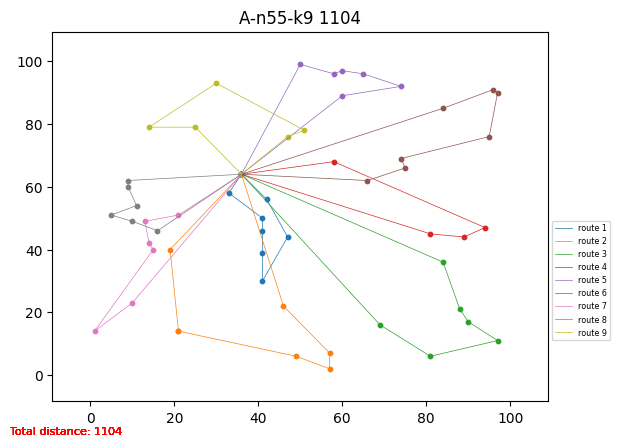 A-n55-k9 1104
100
80
60
40
20
0
0 20 40 60 80 100
route 1
route 2
route 3
route 4
route 5
route 6
route 7
route 8
route 9
Total distance: 1104